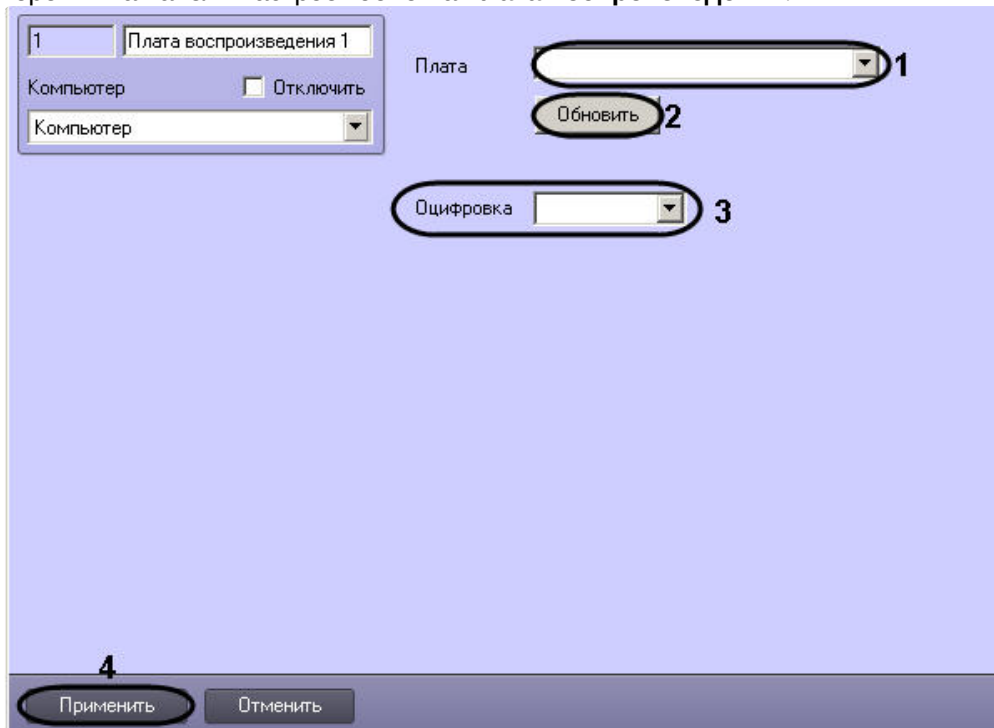 1 Плата воспроизведения 1
Плата 1
Компьютер Отключить
Обновить 2
Компьютер
Оцифровка 3
4
Применить Отменить